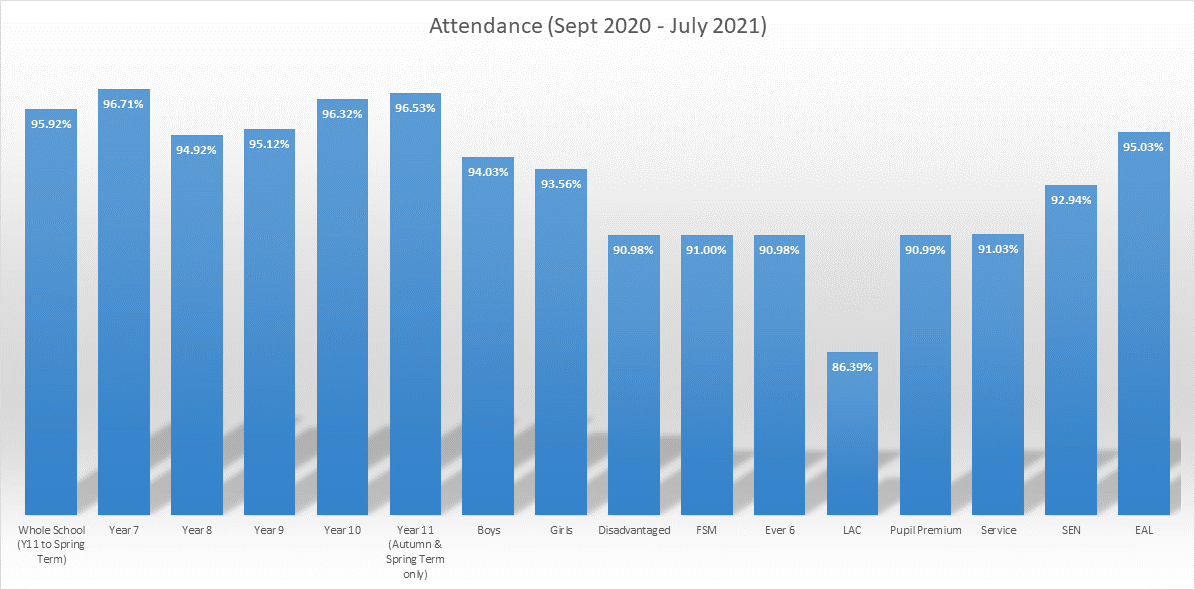 Attendance (Sept 2020 - July 2021)
95.92%
96.71%
94.92%
95.12%
96.32%
96.53%
94.03%
93.56%
90.98%
91.00%
90.98%
86.39%
90.99%
91.03%
92.94%
95.03%
Whole School
(Y11 to Spring
Term)
Year 7
Year 8
Year 9
Year 10
Year 11
(Autumn &
Spring Term
only)
Boys
Girls
Disadvantaged
FSM
Ever 6
LAC
Pupil Premium
Service
SEN
EAL